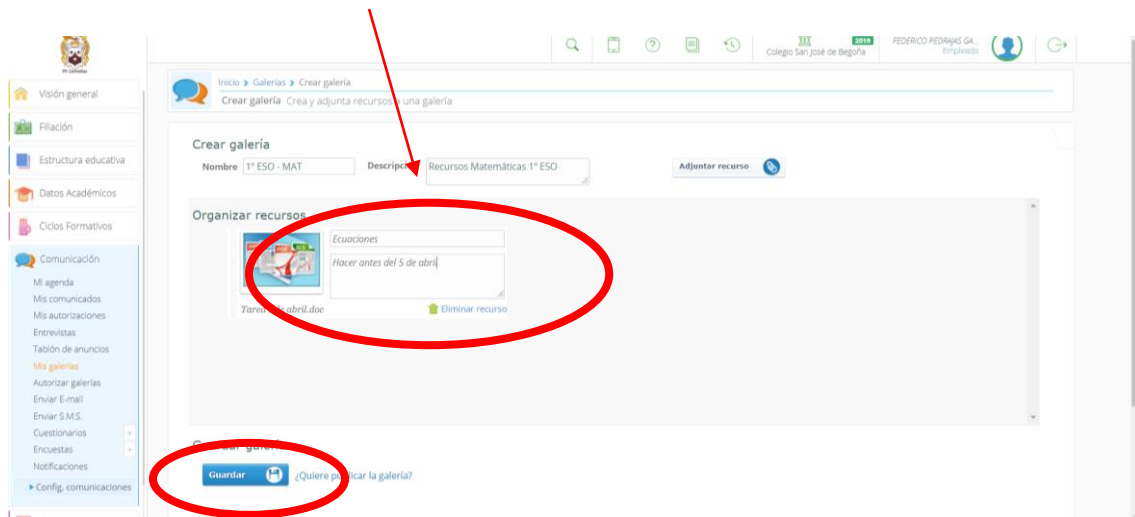 2019
Colegio San José de Begoña
FEDERICO PEDRAJAS GA...
Empleado
Inicio > Galerías > Crear galería
Crear galería Crea y adjunta recursos a una galería
Visión general
Filiación
Estructura educativa
Datos Académicos
Ciclos Formativos
Comunicación
Mi agenda
Mis comunicados
Mis autorizaciones
Entrevistas
Tablón de anuncios
Mis galerías
Autorizar galerías
Enviar E-mail
Enviar S.M.S.
Cuestionarios +
Encuestas +
Notificaciones
Config. comunicaciones
Crear galería
Nombre 1º ESO - MAT Recursos Matemáticas 1º ESO Adjuntar recurso
Organizar recursos
Ecuaciones
Hacer antes del 5 de abril
abril.doc Eliminar recurso
Guardar ¿Quiere la galería?